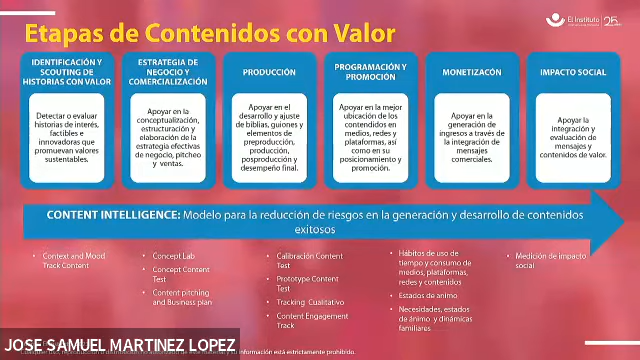 Etapas de Contenidos con Valor
El Instituto
25
IDENTIFICACIÓN Y
SCOUTING DE
HISTORIAS CON VALOR
Detectar o evaluar
historias de interés,
factibles e
innovadoras que
promuevan valores
sustentables.
ESTRATEGIA DE
NEGOCIO Y
COMERCIALIZACIÓN
Apoyar en la
conceptualización,
estructuración y
elaboración de la
estrategia efectivas
de negocio, pitcheo
y ventas.
PRODUCCIÓN
Apoyar en el
desarrollo y ajuste
de biblias, guiones y
elementos de
preproducción,
producción,
posproducción y
desempeño final.
PROGRAMACIÓN Y
PROMOCIÓN
Apoyar en la mejor
ubicación de los
contendidos en
medios, redes y
plataformas, así
como en su
posicionamiento y
promoción.
MONETIZACÓN
Apoyar en la
generación de
ingresos a través de
la integración de
mensajes
comerciales.
IMPACTO SOCIAL
Apoyar la
integración y
evaluación de
mensajes y
contenidos de valor.
CONTENT INTELLIGENCE: Modelo para la reducción de riesgos en la generación y desarrollo de contenidos
exitosos
• Context and Mood
Track Content
• Concept Lab
• Concept Content
Test
• Content pitching
and Business plan
• Calibración Content
Test
• Prototype Content
Test
• Tracking Cualitativo
• Content Engagement
Track
• Hábitos de uso de
tiempo y consumo de
medios, plataformas,
redes y contenidos
• Estados de animo
• Necesidades, estados
de ánimo y dinámicas
familiares
• Medición de impacto
social
JOSE SAMUEL MARTINEZ LOPEZ
información está estrictamente prohibido.